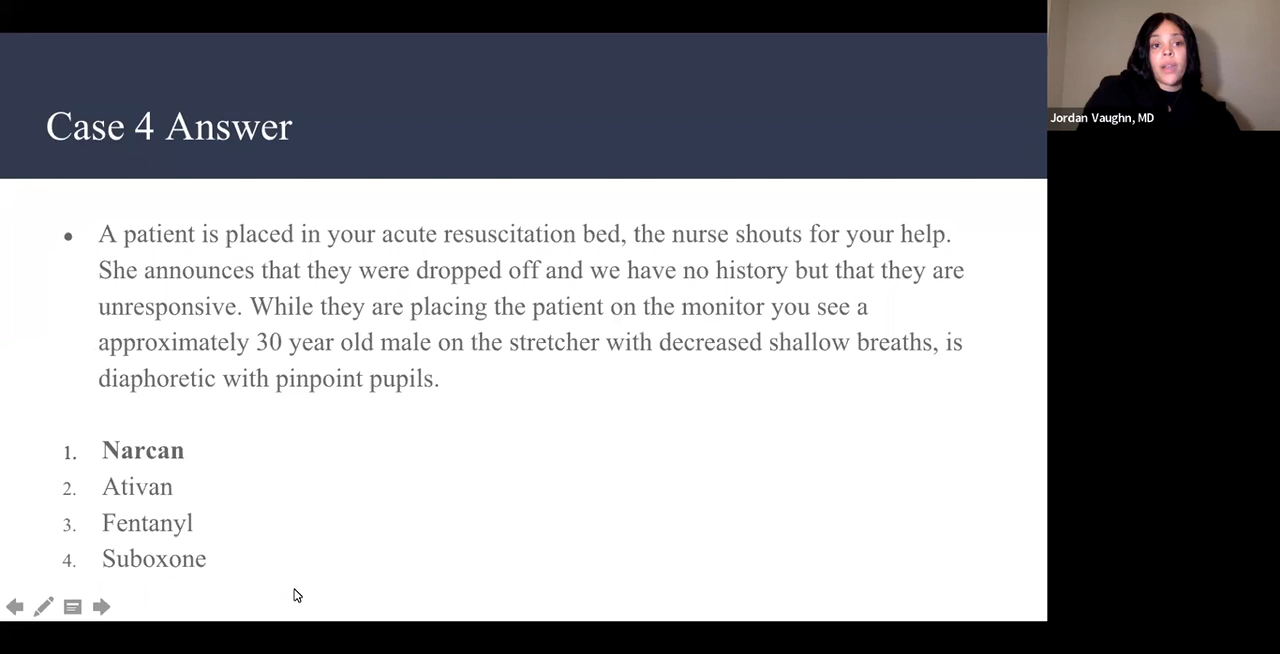 Case 4 Answer
Jordan Vaughn, MD
• A patient is placed in your acute resuscitation bed, the nurse shouts for your help.
She announces that they were dropped off and we have no history but that they are
unresponsive. While they are placing the patient on the monitor you see a
approximately 30 year old male on the stretcher with decreased shallow breaths, is
diaphoretic with pinpoint pupils.
1. Narcan
2. Ativan
3. Fentanyl
4. Suboxone